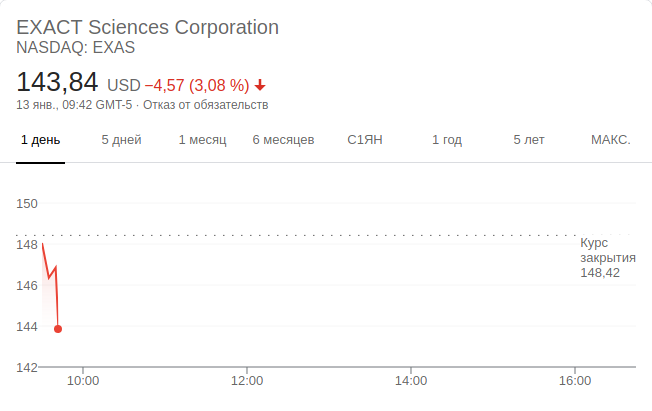 EXACT Sciences Corporation
NASDAQ: EXAS
143,84 USD −4,57 (3,08 %)
13 янв., 09:42 GMT-5 · Отказ от обязательств
1 день 5 дней 1 месяц 6 месяцев С1ЯН 1 год 5 лет МАКС.
150
148
146
144
142
Курс
закрытия
148,42
10:00 12:00 14:00 16:00